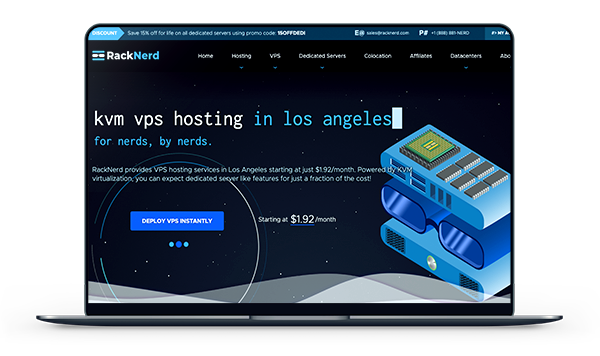 DISCOUNT Save 15% off for life on all dedicated servers using promo code: 15OFFDEDI E@ sales@racknerd.com P# +1 (888) 881-NERD #> MY A
RackNerd Home Hosting VPS Dedicated Servers Colocation Affiliates Datacenters Abo
kvm vps hosting in los angeles
for nerds, by nerds.
RackNerd provides VPS hosting services in Los Angeles starting at just $1.92/month. Powered by KVM
virtualization, you can expect dedicated server like features for just a fraction of the cost!
DEPLOY VPS INSTANTLY Starting at $1.92/month